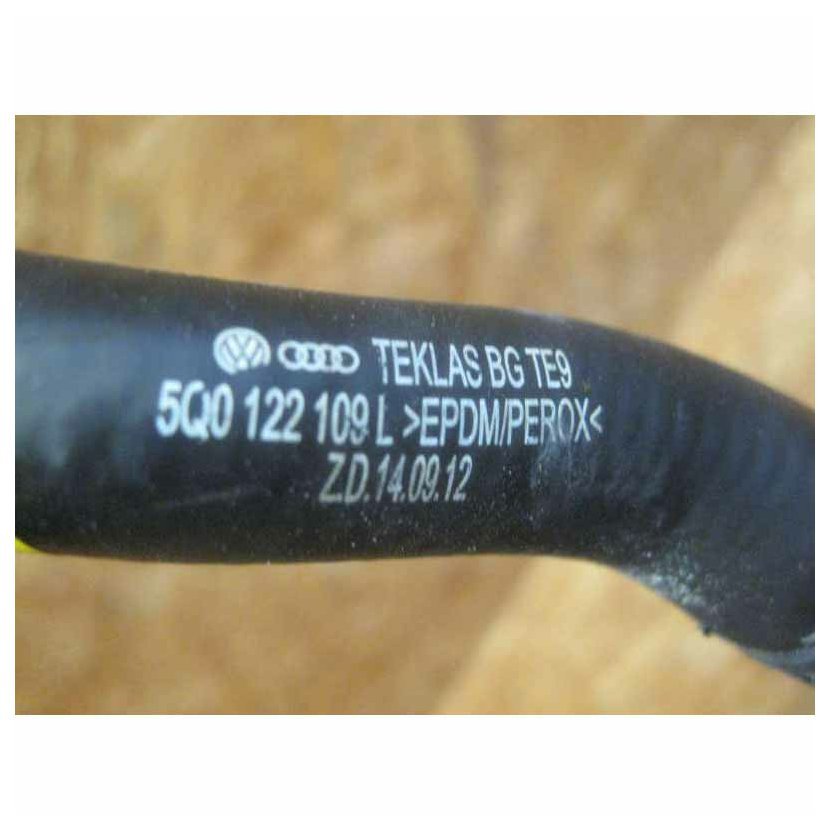 TEKLAS BG TE9
5Q0 122 109 L >EPDM/PEROX<
Z.D.14.09.12